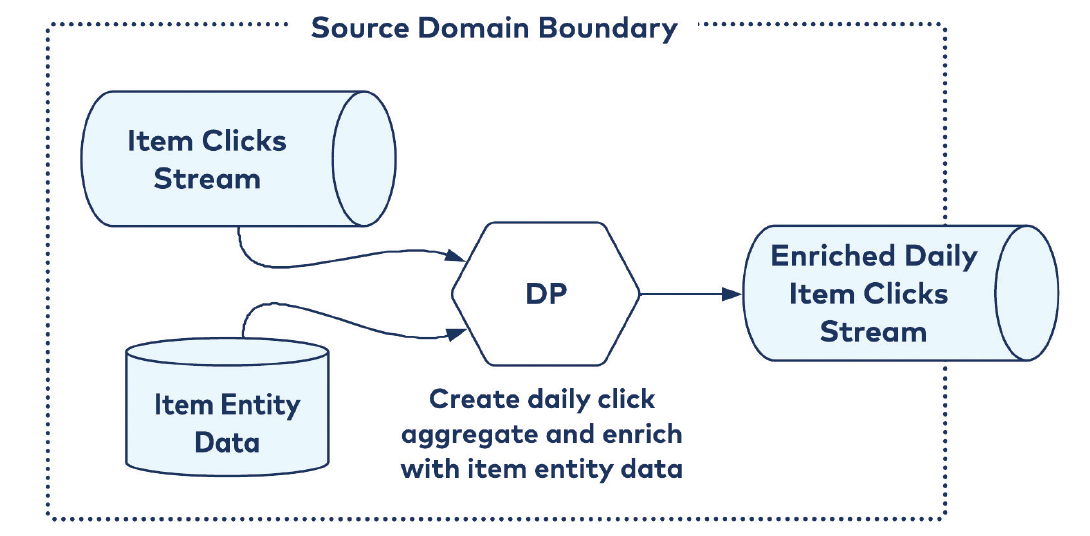 Source Domain Boundary
Item Clicks
Stream
Item Entity
Data
DP
Create daily click
aggregate and enrich
with item entity data
Enriched Daily
Item Clicks
Stream